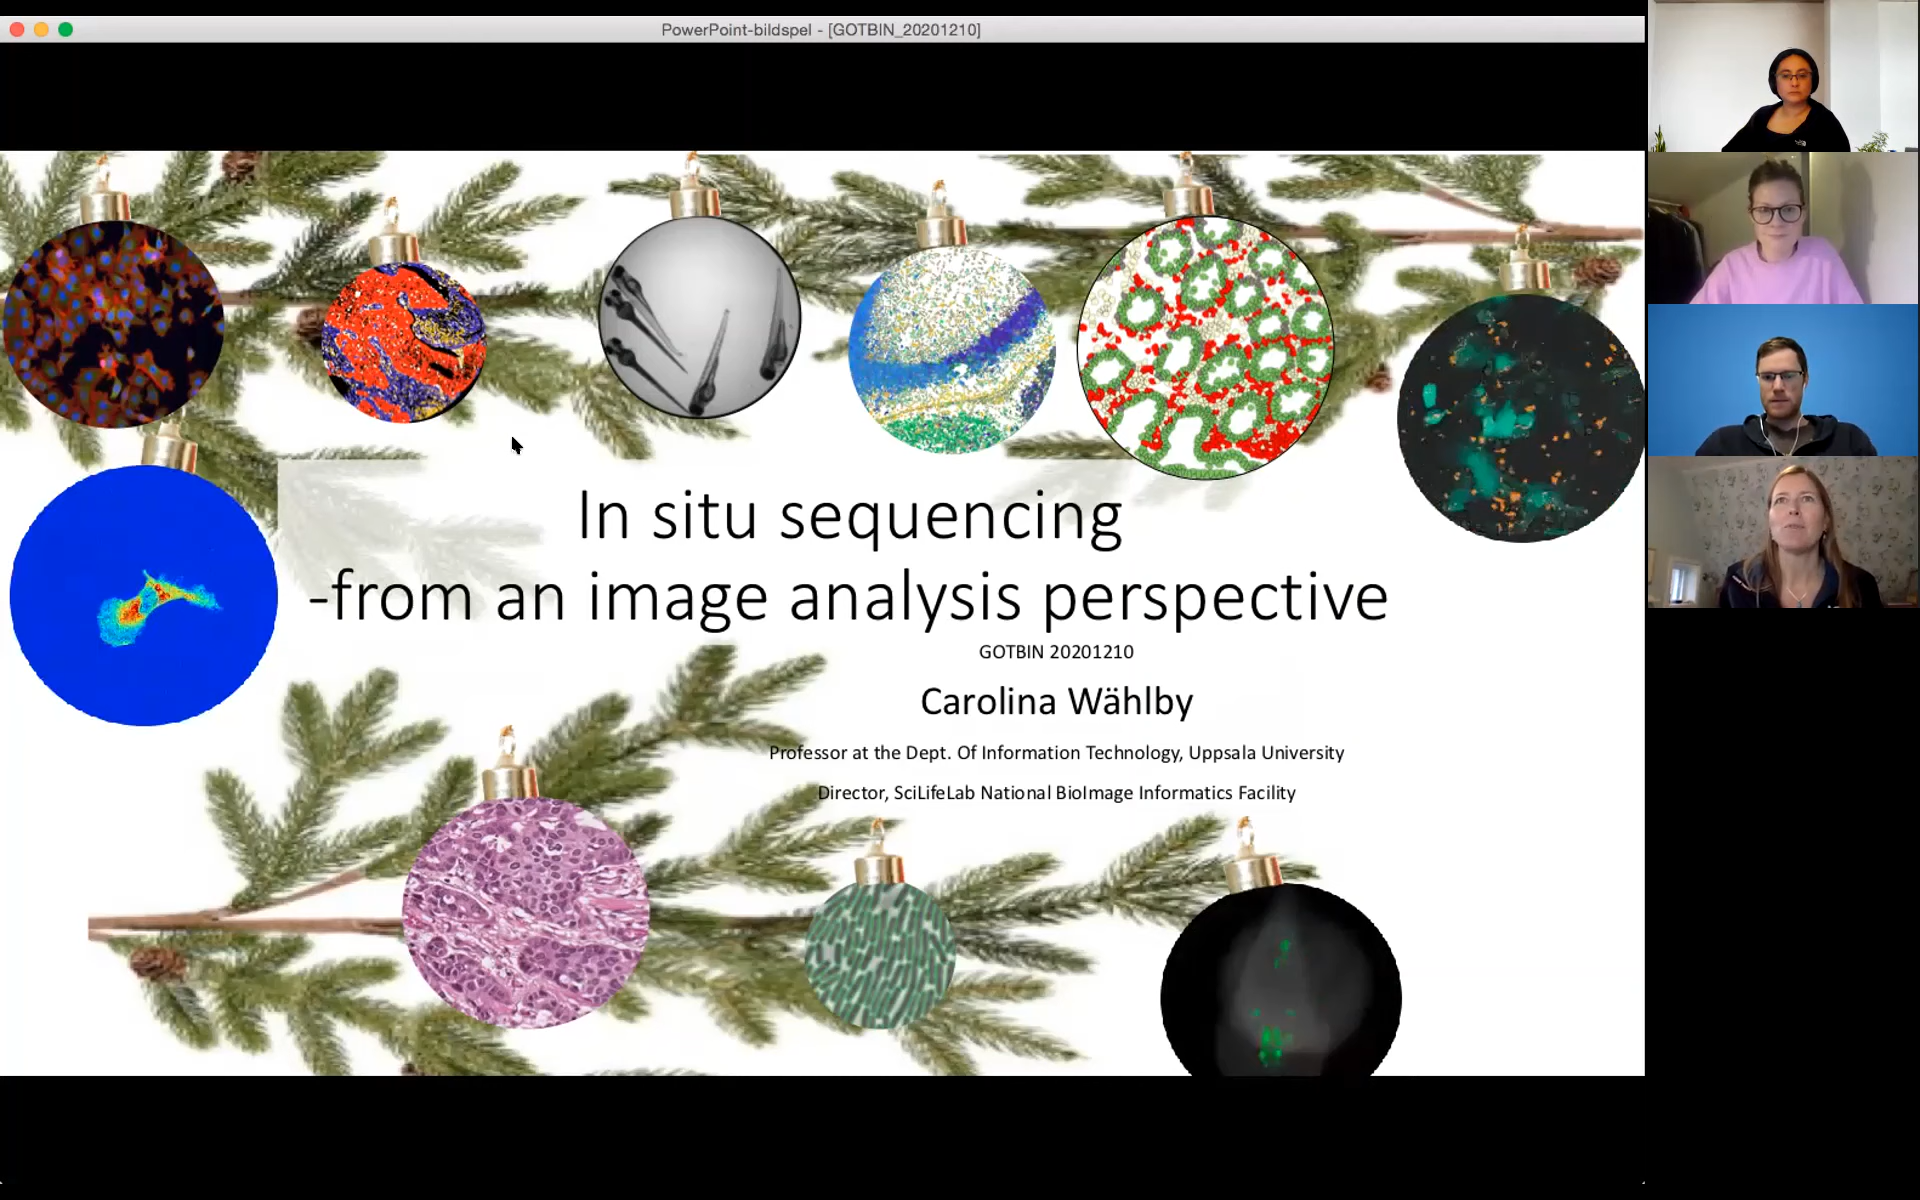 PowerPoint-bildspel - [GOTBIN_20201210]
In situ sequencing
-from an image analysis perspective
GOTBIN 20201210
Carolina Wählby
Professor at the Dept. Of Information Technology, Uppsala University
Director, SciLifeLab National BioImage Informatics Facility